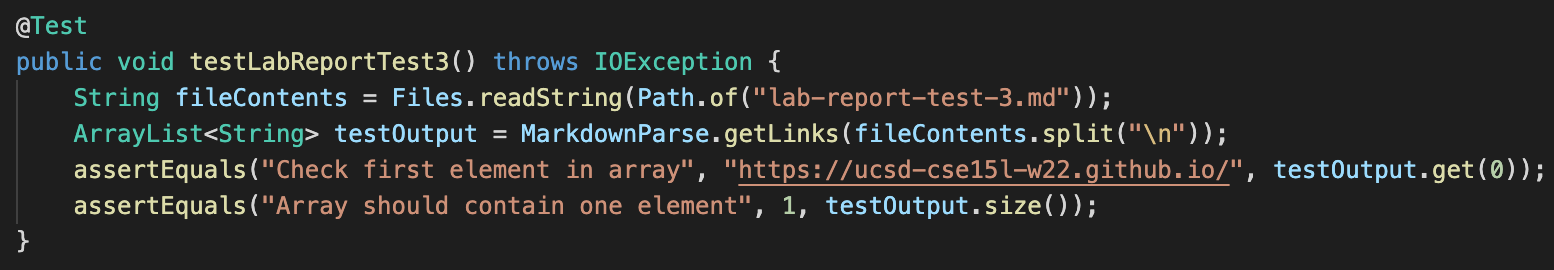 @Test
public void testLabReportTest3() throws IOException {
    String fileContents = Files.readString(Path.of("lab-report-test-3.md"));
    ArrayList<String> testOutput = MarkdownParse.getLinks(fileContents.split("\n"));
    assertEquals("Check first element in array", "https://ucsd-cse15l-w22.github.io/", testOutput.get(0));
    assertEquals("Array should contain one element", 1, testOutput.size());
}